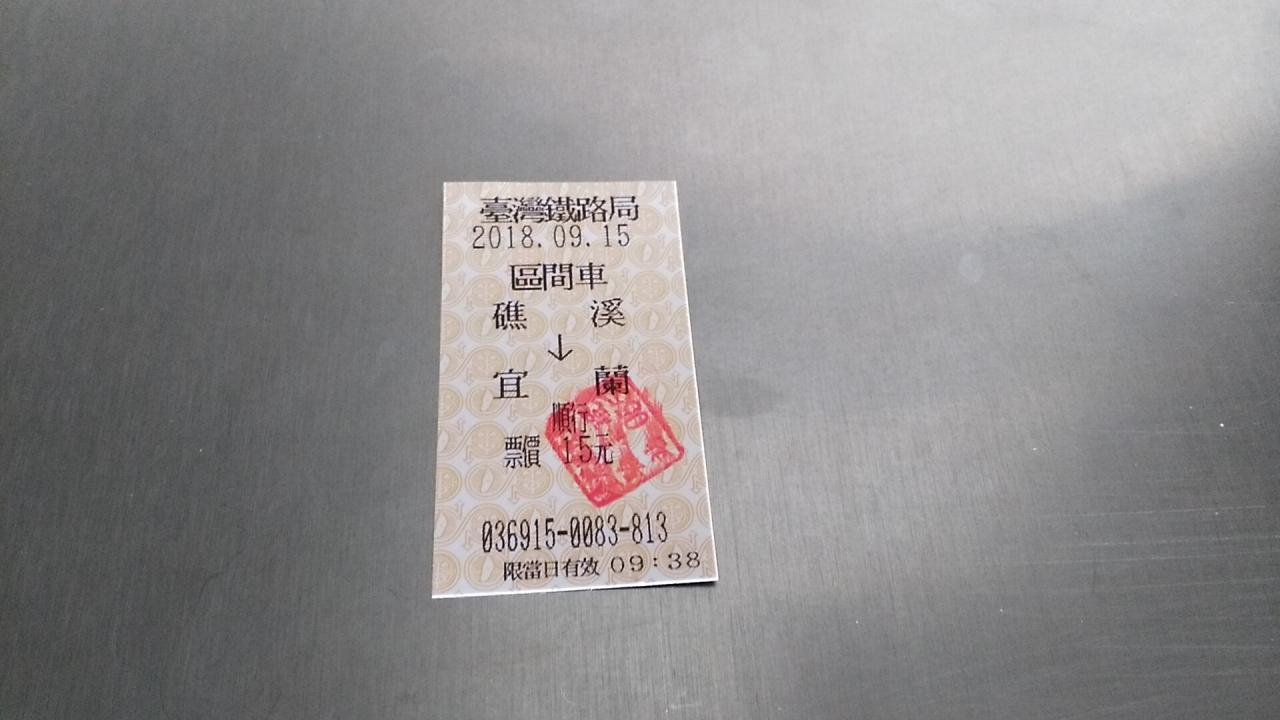 臺灣鐵路局
2018.09.15
區間車
礁 溪
↓
宜 蘭
順行
票價 15元
036915-0083-813
限當日有效 09:38